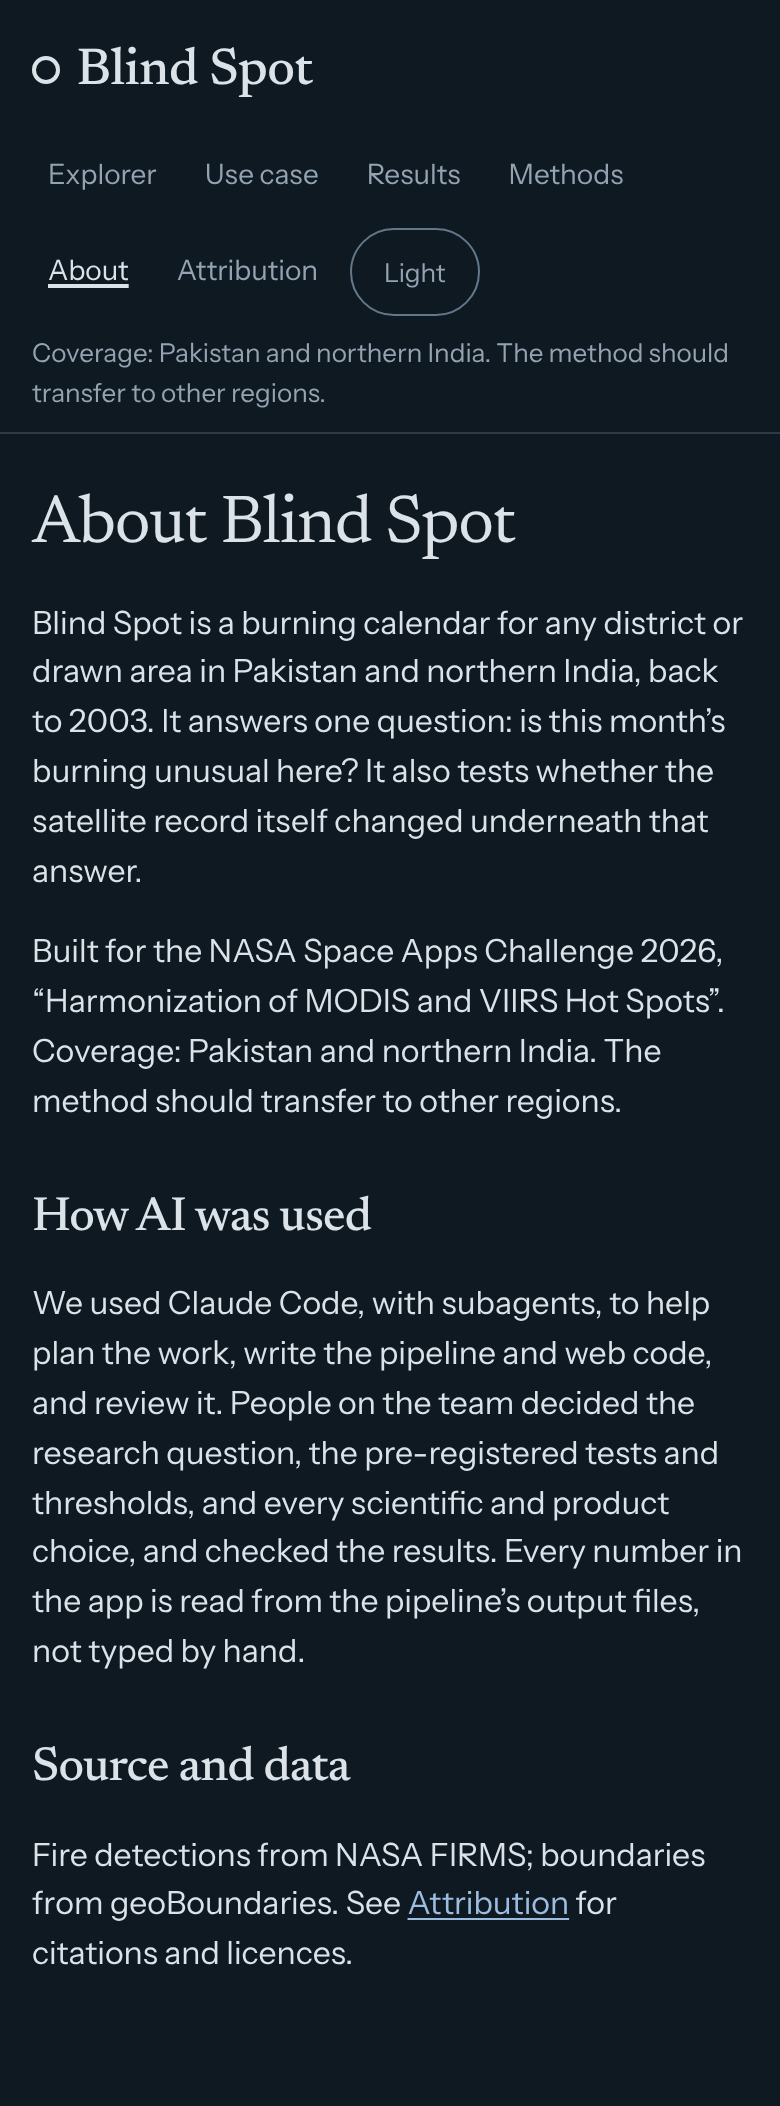 Blind Spot
Explorer Use case Results Methods
About Attribution Light
Coverage: Pakistan and northern India. The method should
transfer to other regions.
About Blind Spot
Blind Spot is a burning calendar for any district or
drawn area in Pakistan and northern India, back
to 2003. It answers one question: is this month’s
burning unusual here? It also tests whether the
satellite record itself changed underneath that
answer.
Built for the NASA Space Apps Challenge 2026,
“Harmonization of MODIS and VIIRS Hot Spots”.
Coverage: Pakistan and northern India. The
method should transfer to other regions.
How AI was used
We used Claude Code, with subagents, to help
plan the work, write the pipeline and web code,
and review it. People on the team decided the
research question, the pre-registered tests and
thresholds, and every scientific and product
choice, and checked the results. Every number in
the app is read from the pipeline’s output files,
not typed by hand.
Source and data
Fire detections from NASA FIRMS; boundaries
from geoBoundaries. See Attribution for
citations and licences.